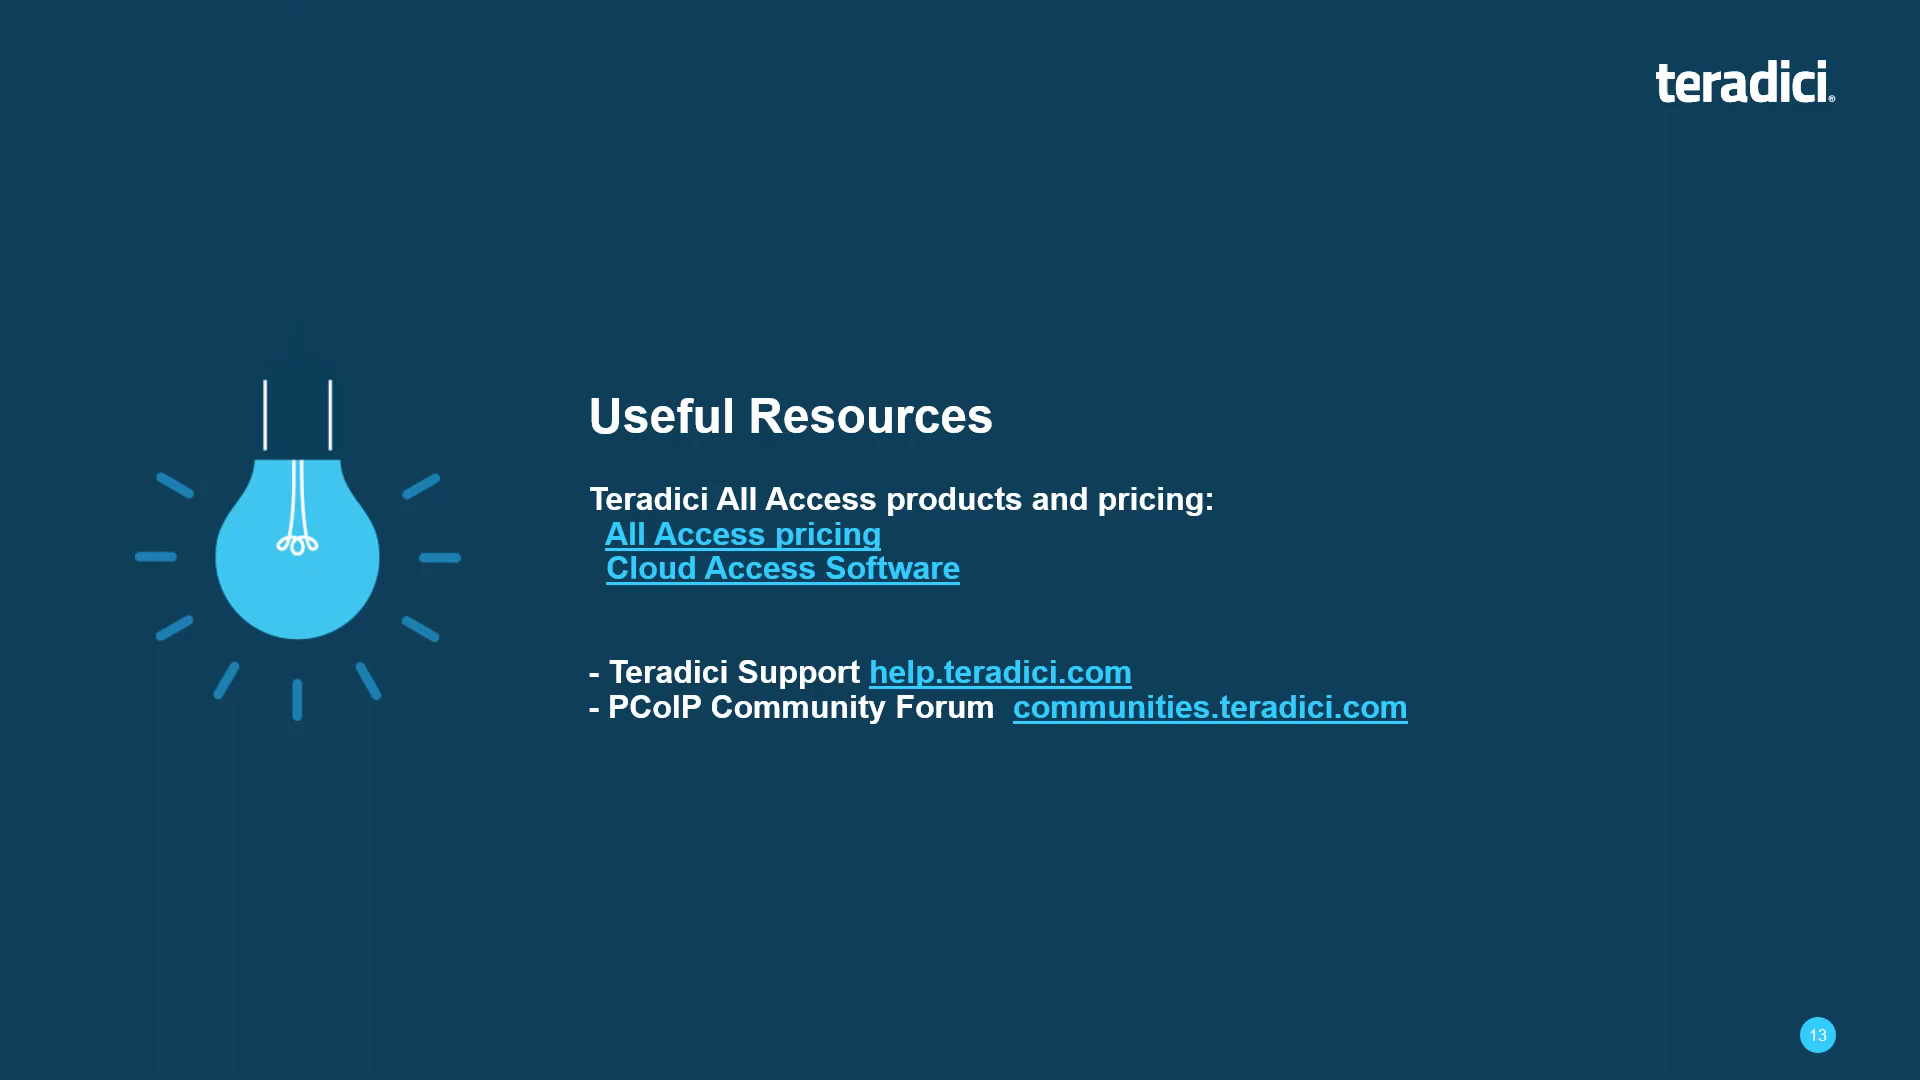 teradici®
Useful Resources
Teradici All Access products and pricing:
All Access pricing
Cloud Access Software
- Teradici Support help.teradici.com
- PCoIP Community Forum  communities.teradici.com
13